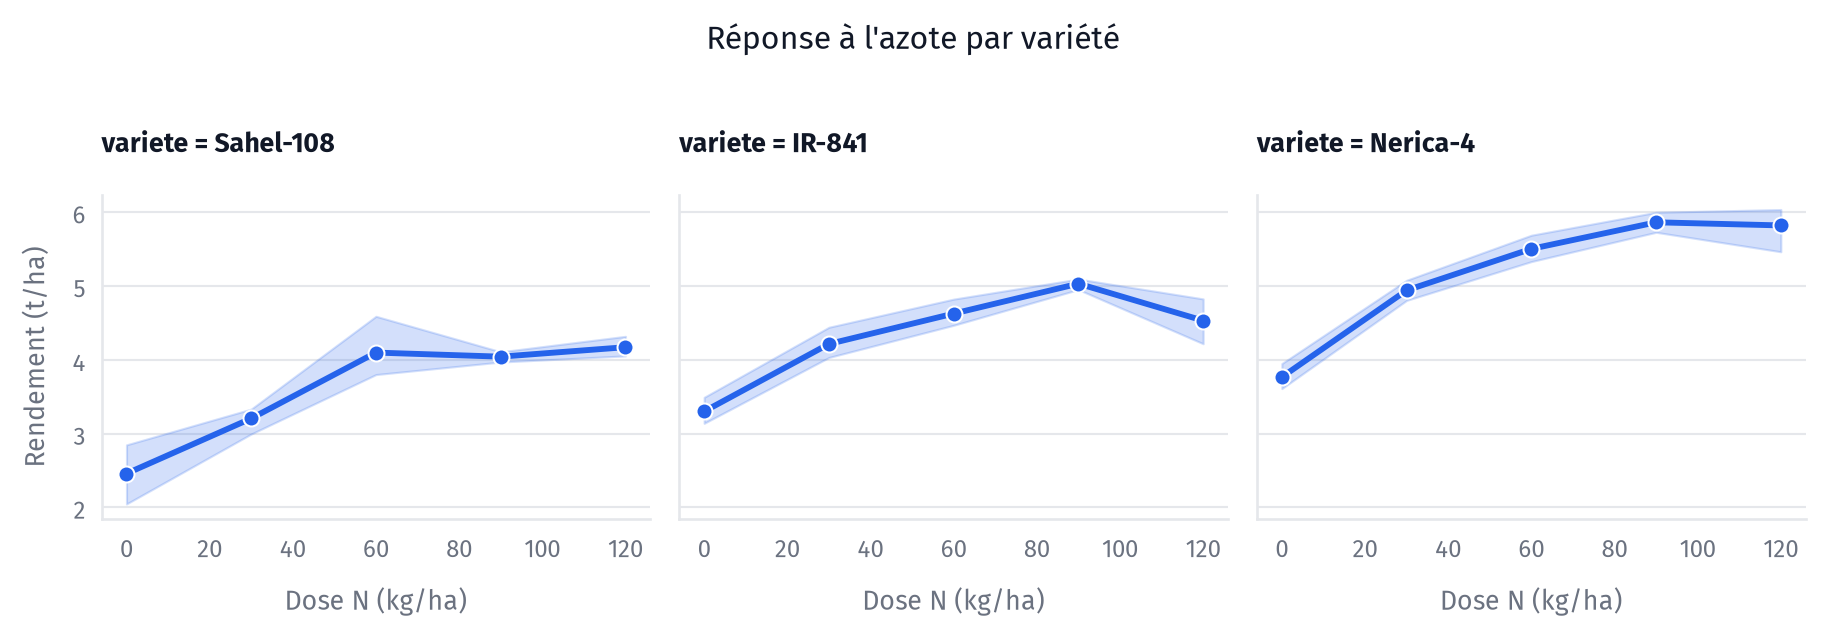 Réponse à l'azote par variété
variete = Sahel-108
variete = IR-841
variete = Nerica-4
Rendement (t/ha)
6
5
4
3
2
0 20 40 60 80 100 120
0 20 40 60 80 100 120
0 20 40 60 80 100 120
Dose N (kg/ha)
Dose N (kg/ha)
Dose N (kg/ha)